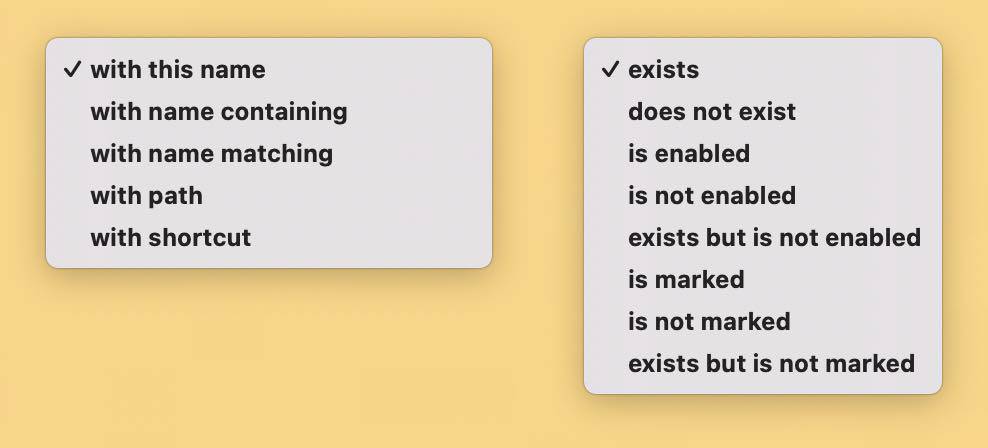 ✓ with this name
with name containing
with name matching
with path
with shortcut
✓ exists
does not exist
is enabled
is not enabled
exists but is not enabled
is marked
is not marked
exists but is not marked